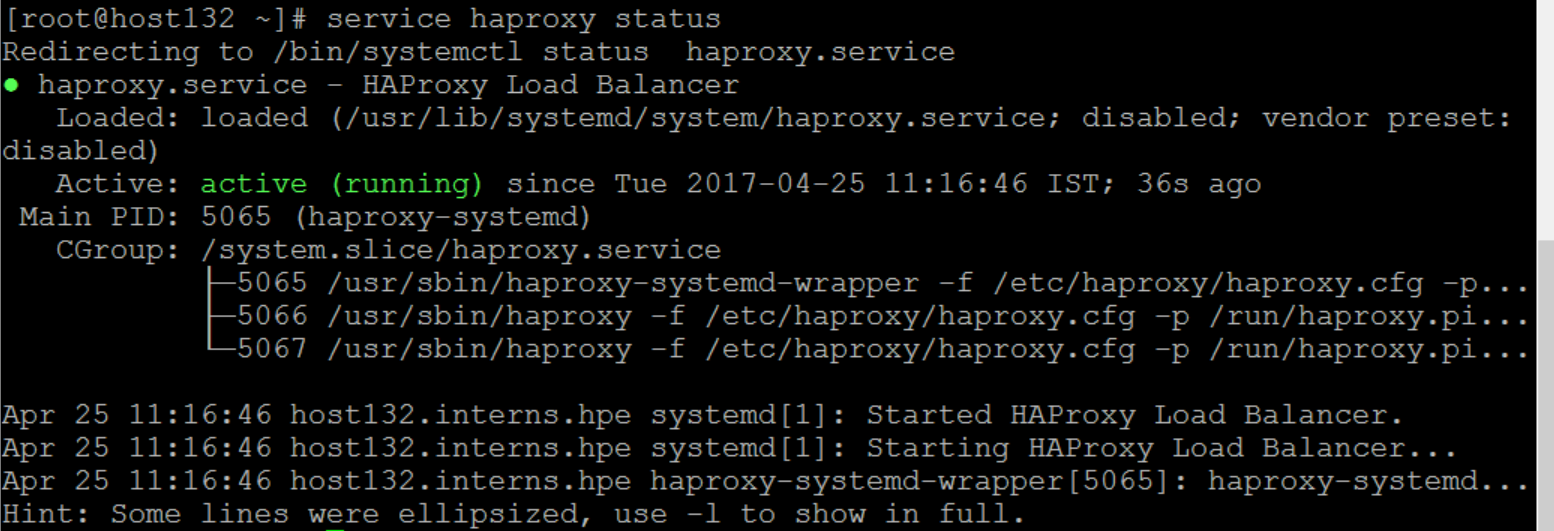 [root@host132 ~]# service haproxy status
Redirecting to /bin/systemctl status  haproxy.service
● haproxy.service - HAProxy Load Balancer
   Loaded: loaded (/usr/lib/systemd/system/haproxy.service; disabled; vendor preset:
disabled)
   Active: active (running) since Tue 2017-04-25 11:16:46 IST; 36s ago
 Main PID: 5065 (haproxy-systemd)
   CGroup: /system.slice/haproxy.service
           ├─5065 /usr/sbin/haproxy-systemd-wrapper -f /etc/haproxy/haproxy.cfg -p...
           ├─5066 /usr/sbin/haproxy -f /etc/haproxy/haproxy.cfg -p /run/haproxy.pi...
           └─5067 /usr/sbin/haproxy -f /etc/haproxy/haproxy.cfg -p /run/haproxy.pi...

Apr 25 11:16:46 host132.interns.hpe systemd[1]: Started HAProxy Load Balancer.
Apr 25 11:16:46 host132.interns.hpe systemd[1]: Starting HAProxy Load Balancer...
Apr 25 11:16:46 host132.interns.hpe haproxy-systemd-wrapper[5065]: haproxy-systemd...
Hint: Some lines were ellipsized, use -l to show in full.